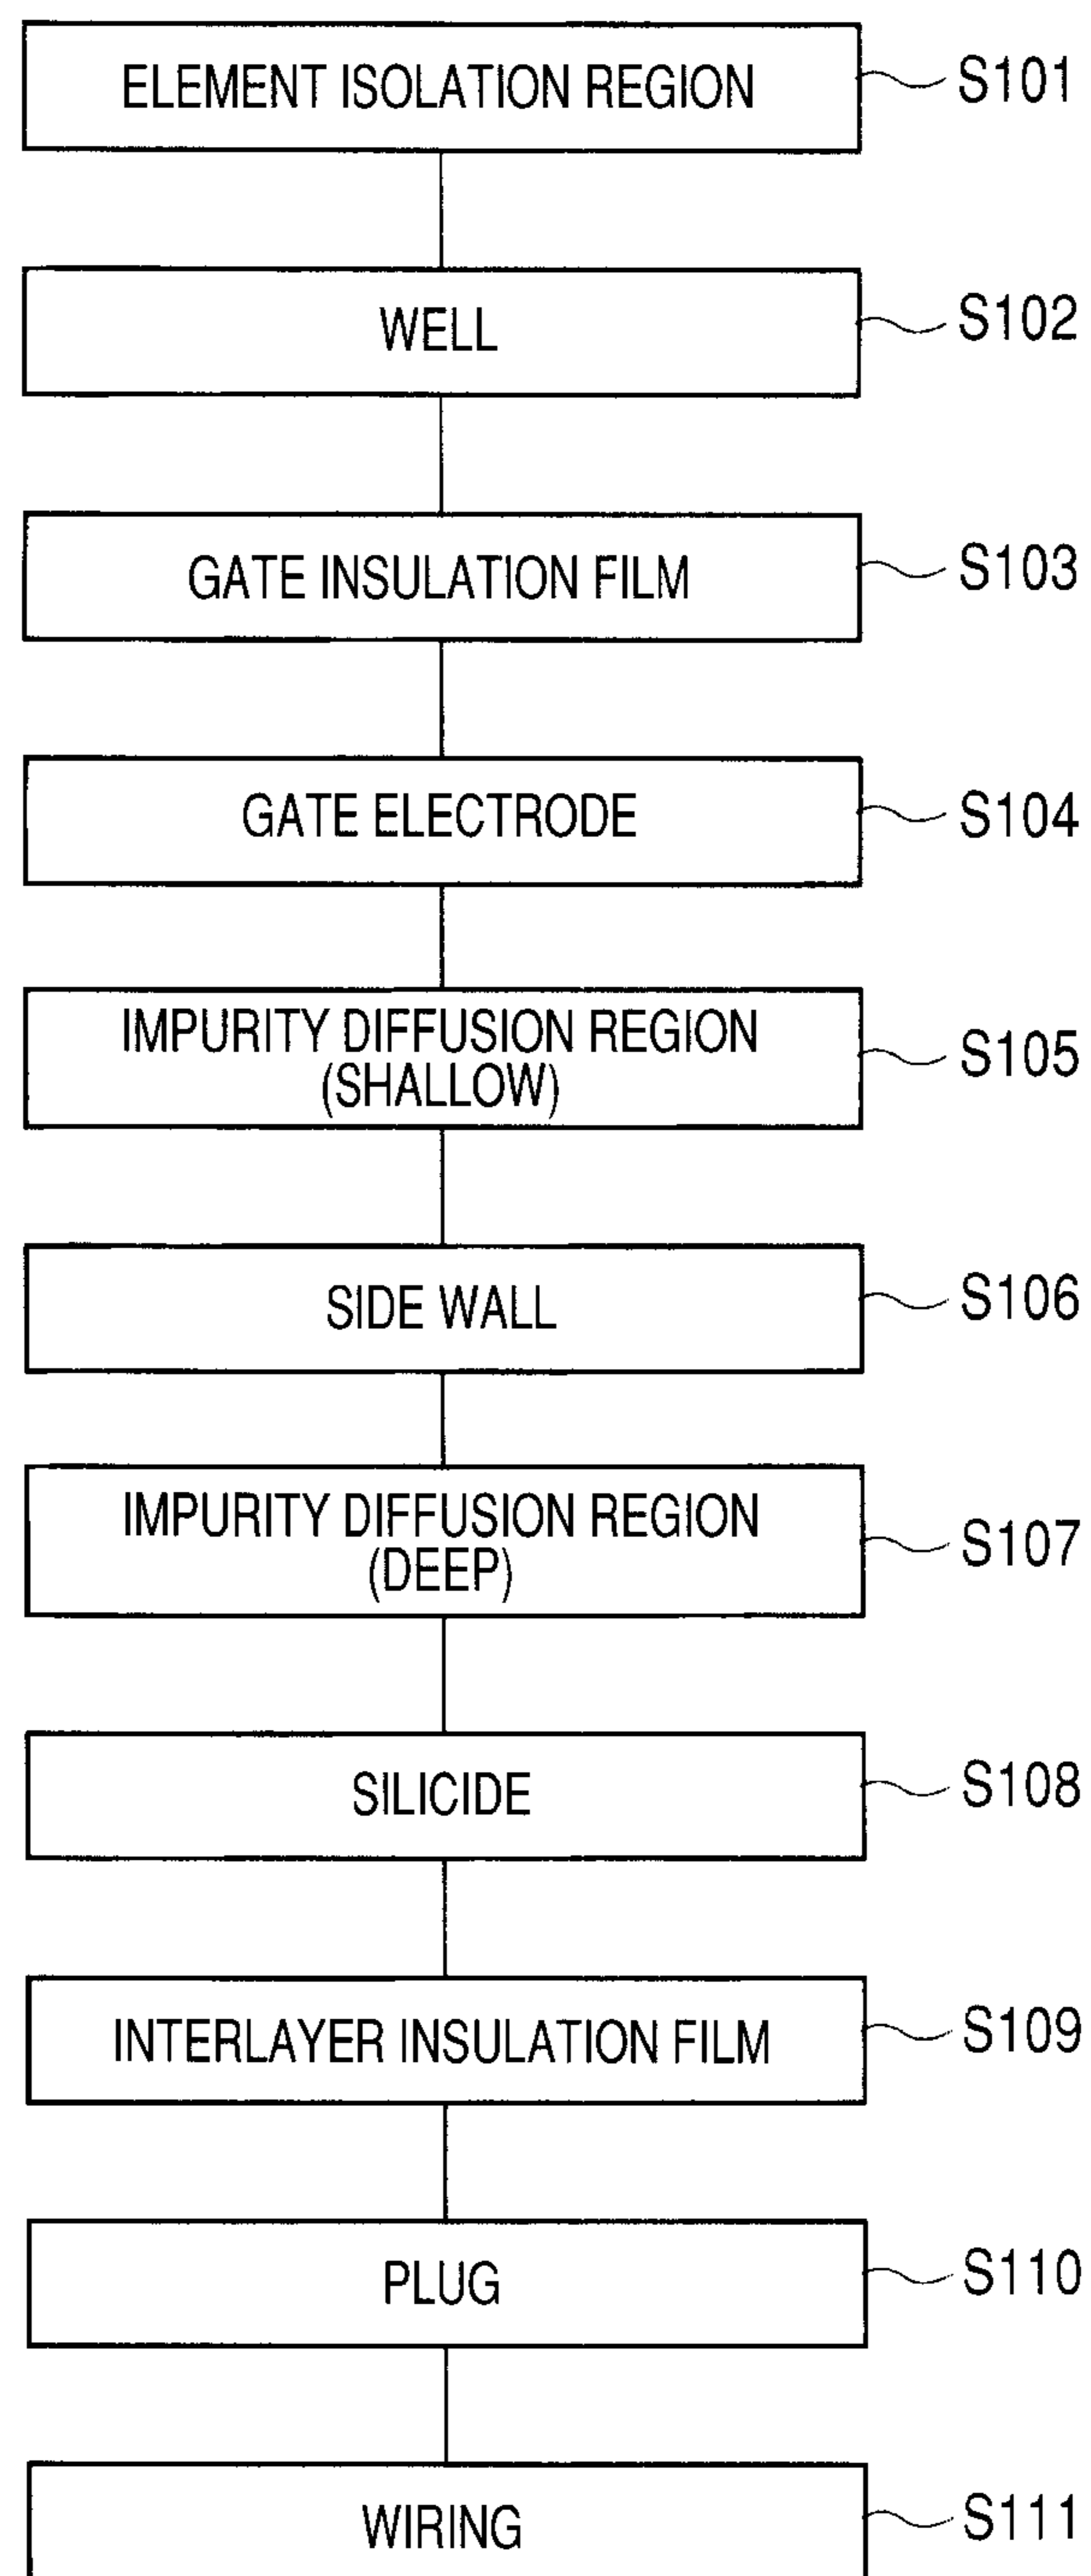 ELEMENT ISOLATION REGION
S101
WELL
S102
GATE INSULATION FILM
S103
GATE ELECTRODE
S104
IMPURITY DIFFUSION REGION
(SHALLOW)
S105
SIDE WALL
S106
IMPURITY DIFFUSION REGION
(DEEP)
S107
SILICIDE
S108
INTERLAYER INSULATION FILM
S109
PLUG
S110
WIRING
S111